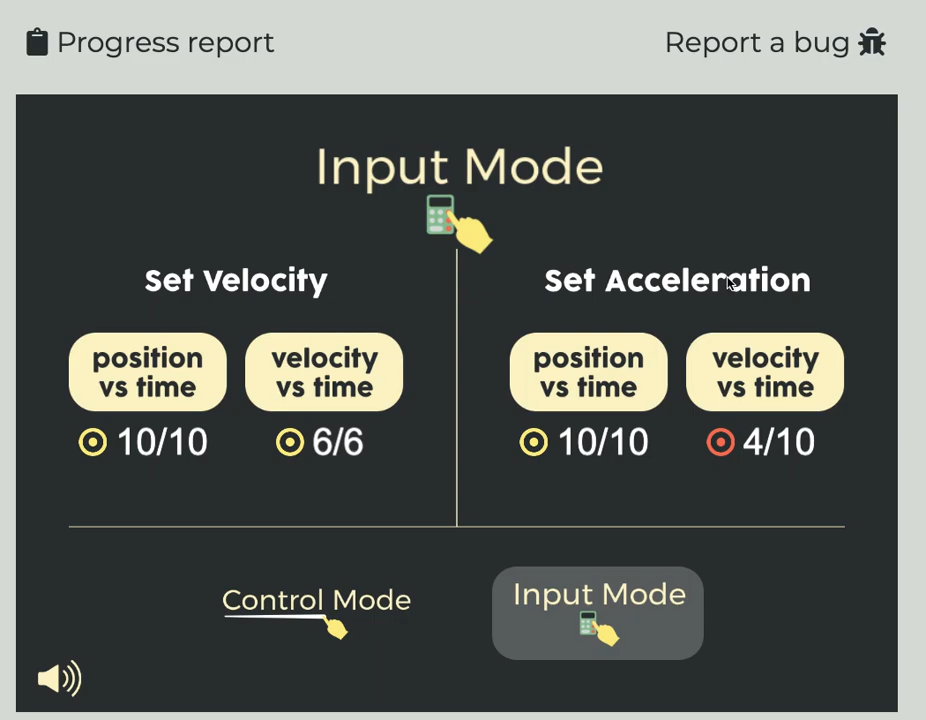 Progress report
Report a bug
Input Mode
Set Velocity
Set Acceleration
position
vs time
velocity
vs time
position
vs time
velocity
vs time
10/10
6/6
10/10
4/10
Control Mode
Input Mode